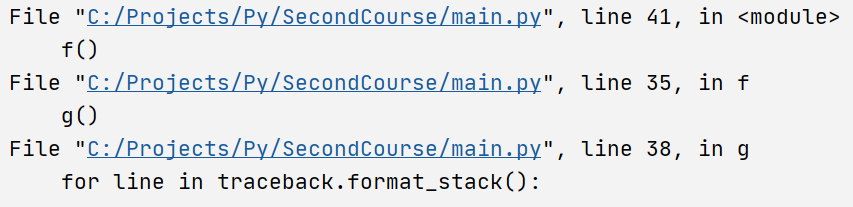 File "C:/Projects/Py/SecondCourse/main.py", line 41, in <module>
f()
File "C:/Projects/Py/SecondCourse/main.py", line 35, in f
g()
File "C:/Projects/Py/SecondCourse/main.py", line 38, in g
for line in traceback.format_stack():